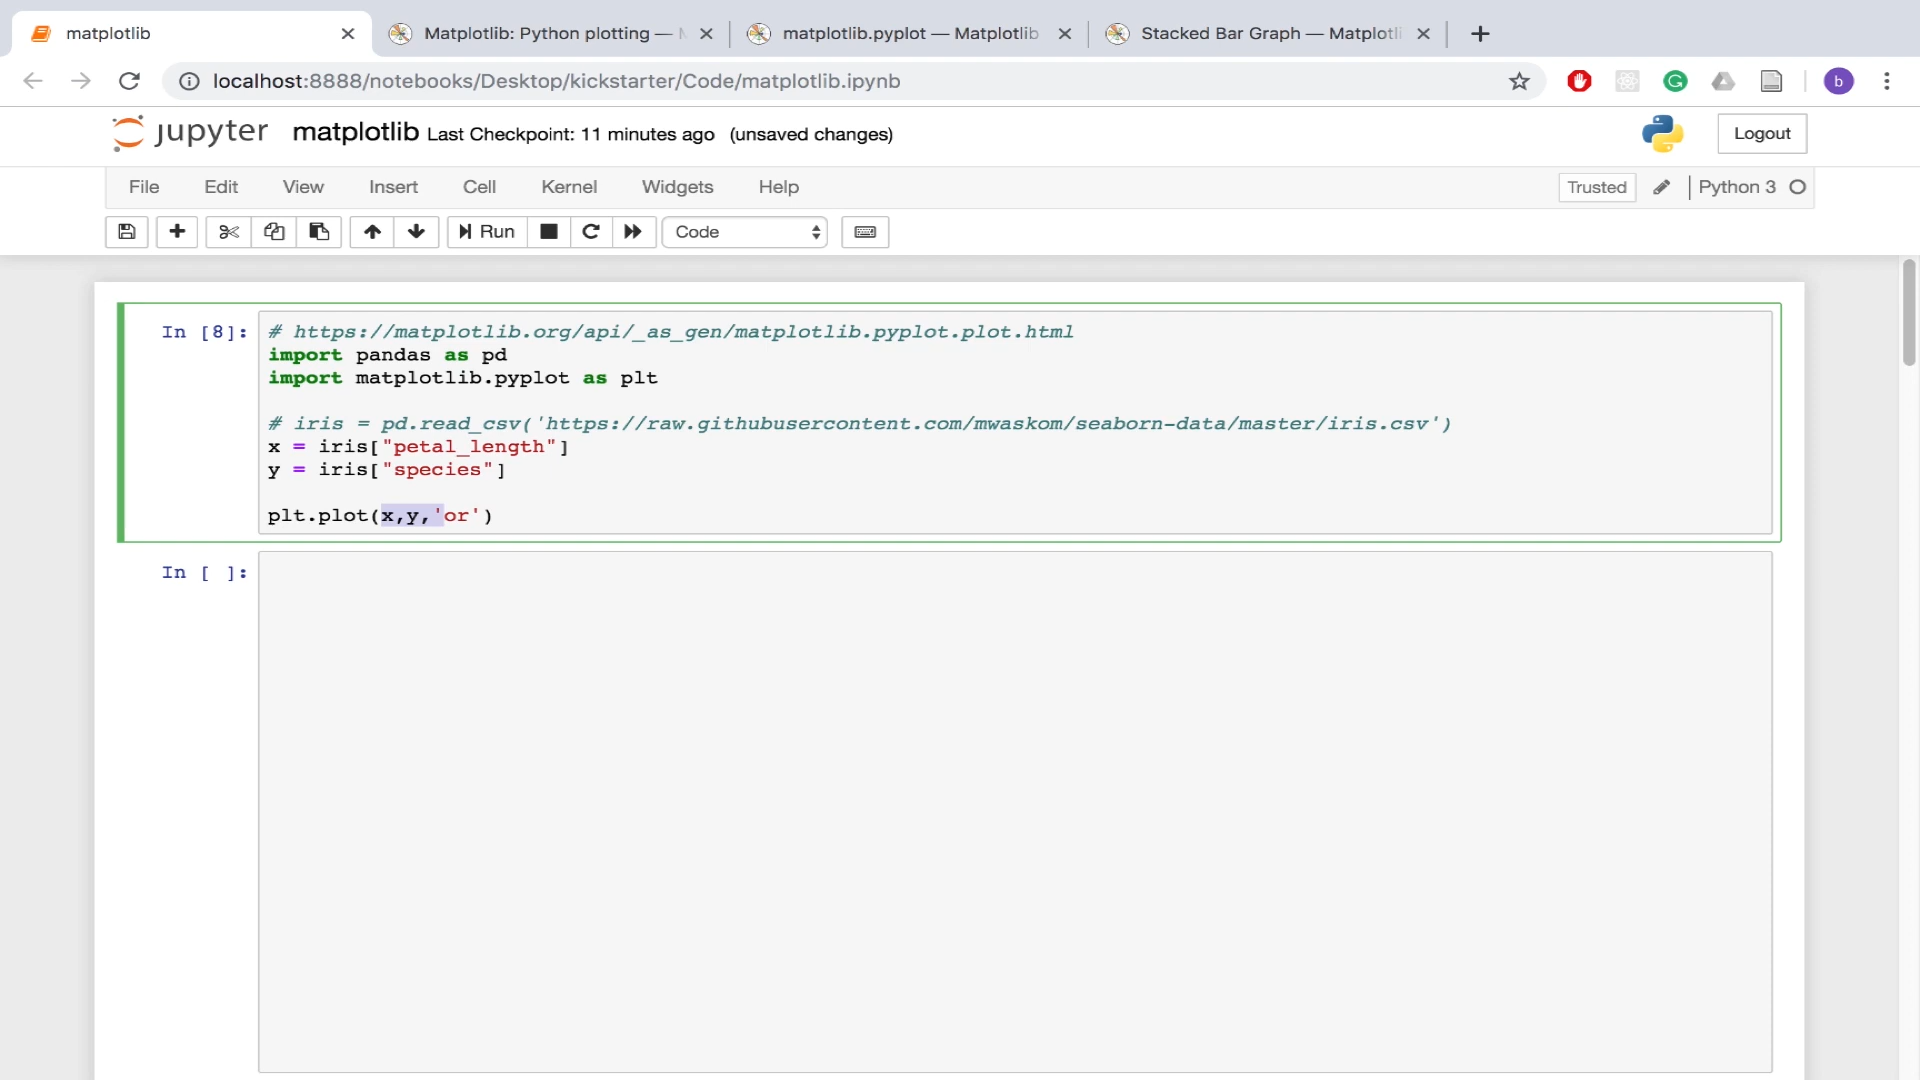 matplotlib
Matplotlib: Python plotting —
matplotlib.pyplot — Matplotlib
Stacked Bar Graph — Matplotli
localhost:8888/notebooks/Desktop/kickstarter/Code/matplotlib.ipynb
b
jupyter matplotlib Last Checkpoint: 11 minutes ago (unsaved changes)
Logout
File Edit View Insert Cell Kernel Widgets Help
Trusted Python 3
Run Code
In [8]: # https://matplotlib.org/api/_as_gen/matplotlib.pyplot.plot.html
import pandas as pd
import matplotlib.pyplot as plt
# iris = pd.read_csv('https://raw.githubusercontent.com/mwaskom/seaborn-data/master/iris.csv')
x = iris["petal_length"]
y = iris["species"]
plt.plot(x,y,'or')
In [ ]: